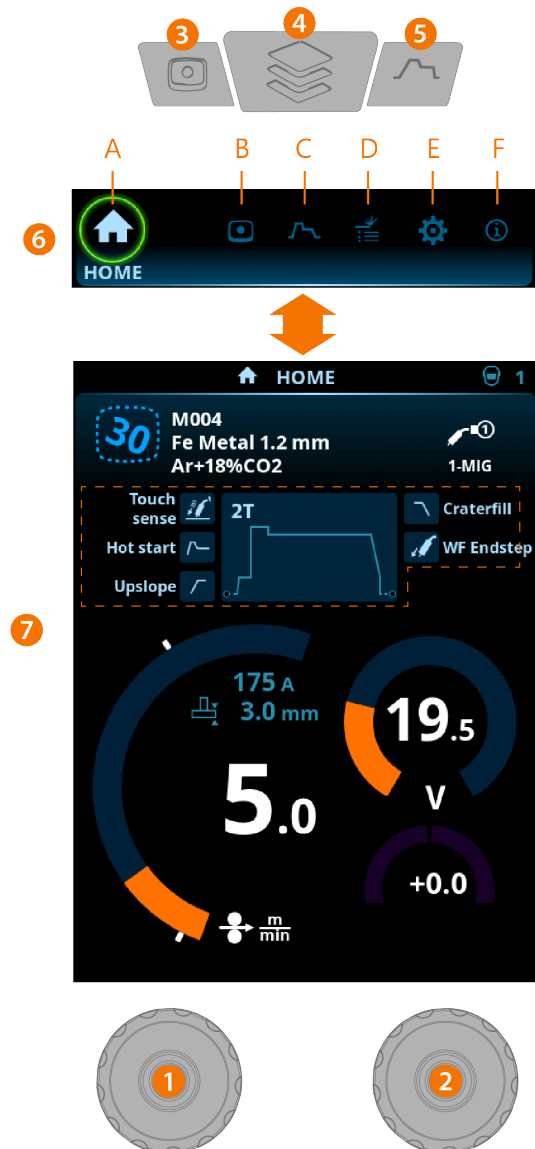 3
4
5
A B C D E F
6
HOME
HOME 1
30
M004
Fe Metal 1.2 mm
Ar+18%CO2
1
1-MIG
Touch
sense
2T
Craterfill
Hot start
WF Endstep
Upslope
7
175 A
3.0 mm
5.0
19.5
V
+0.0
m
min
1
2